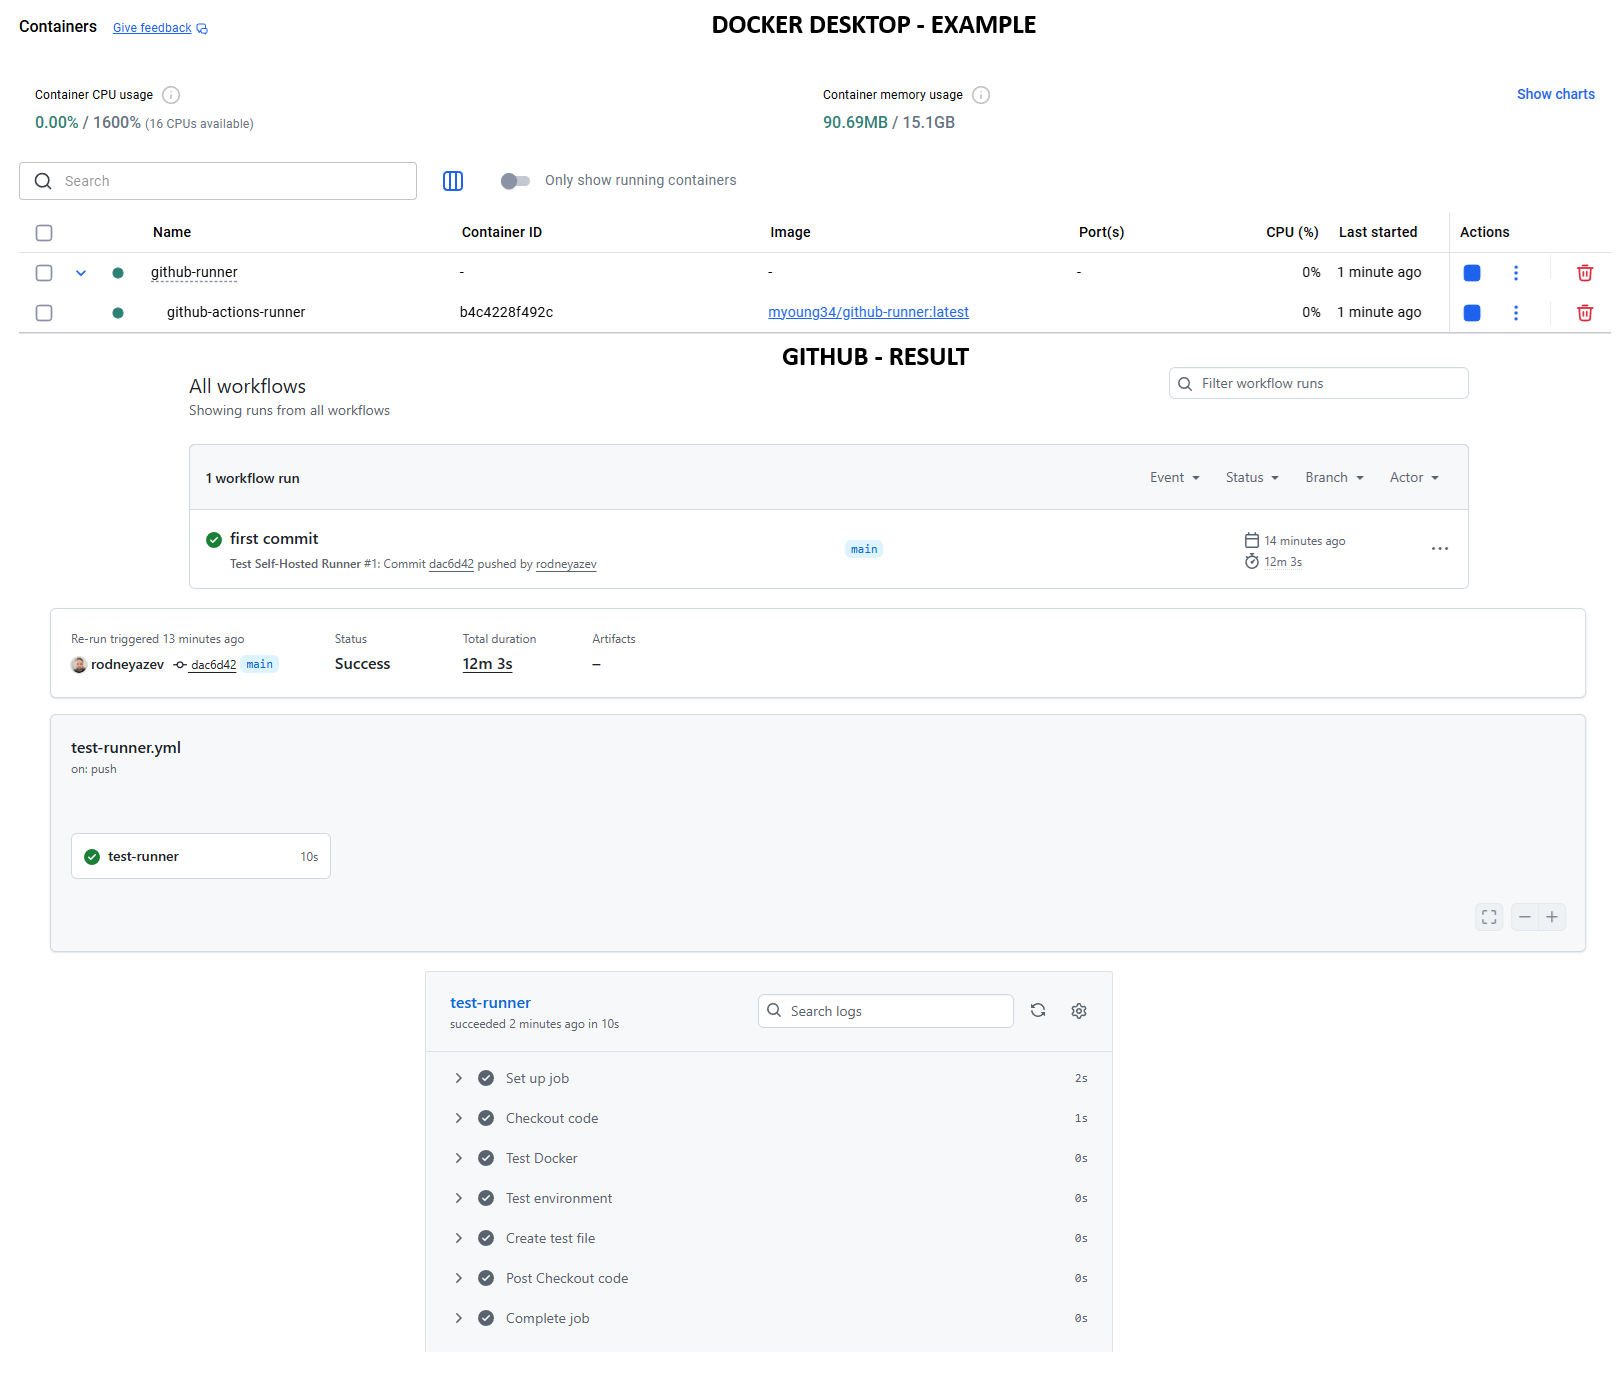 Containers Give feedback
DOCKER DESKTOP - EXAMPLE
Container CPU usage
0.00% / 1600% (16 CPUs available)
Container memory usage
90.69MB / 15.1GB
Show charts
Search
Only show running containers
Name Container ID Image Port(s) CPU (%) Last started Actions
github-runner - - - 0% 1 minute ago
github-actions-runner b4c4228f492c myoung34/github-runner:latest 0% 1 minute ago
GITHUB - RESULT
All workflows
Showing runs from all workflows
Filter workflow runs
1 workflow run Event Status Branch Actor
first commit
Test Self-Hosted Runner #1: Commit dac6d42 pushed by rodneyazev
main
14 minutes ago
12m 3s
Re-run triggered 13 minutes ago Status Total duration Artifacts
rodneyazev dac6d42 main Success 12m 3s –
test-runner.yml
on: push
test-runner 10s
test-runner
succeeded 2 minutes ago in 10s
Search logs
Set up job 2s
Checkout code 1s
Test Docker 0s
Test environment 0s
Create test file 0s
Post Checkout code 0s
Complete job 0s